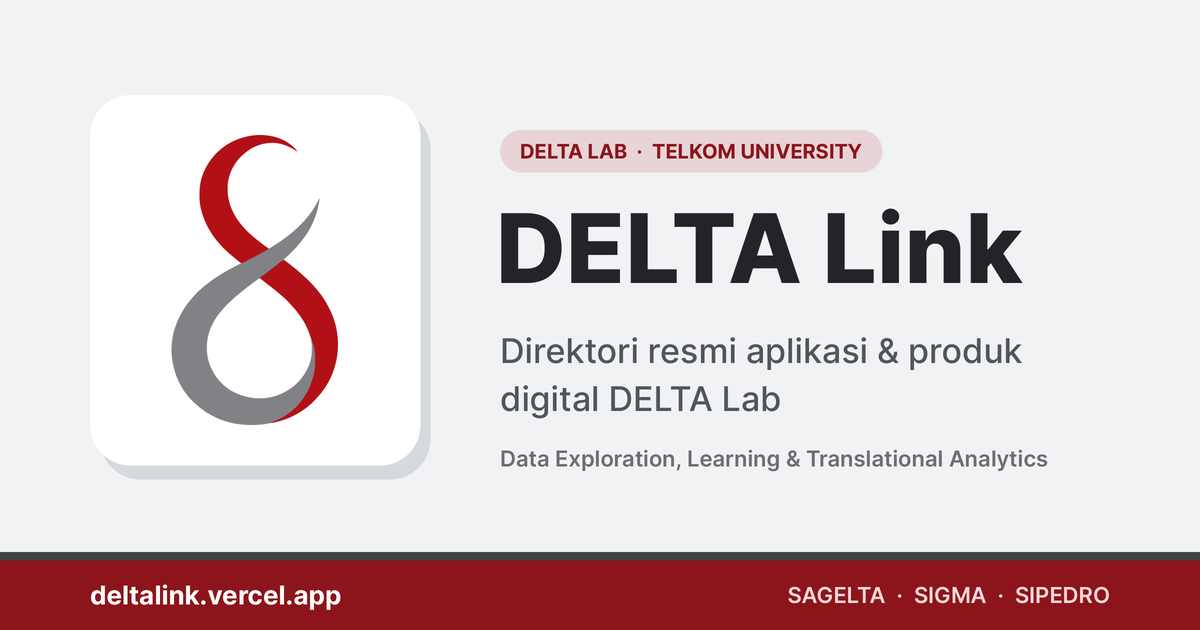 DELTA LAB · TELKOM UNIVERSITY
DELTA Link
Direktori resmi aplikasi & produk
digital DELTA Lab
Data Exploration, Learning & Translational Analytics
deltalink.vercel.app
SAGELTA · SIGMA · SIPEDRO